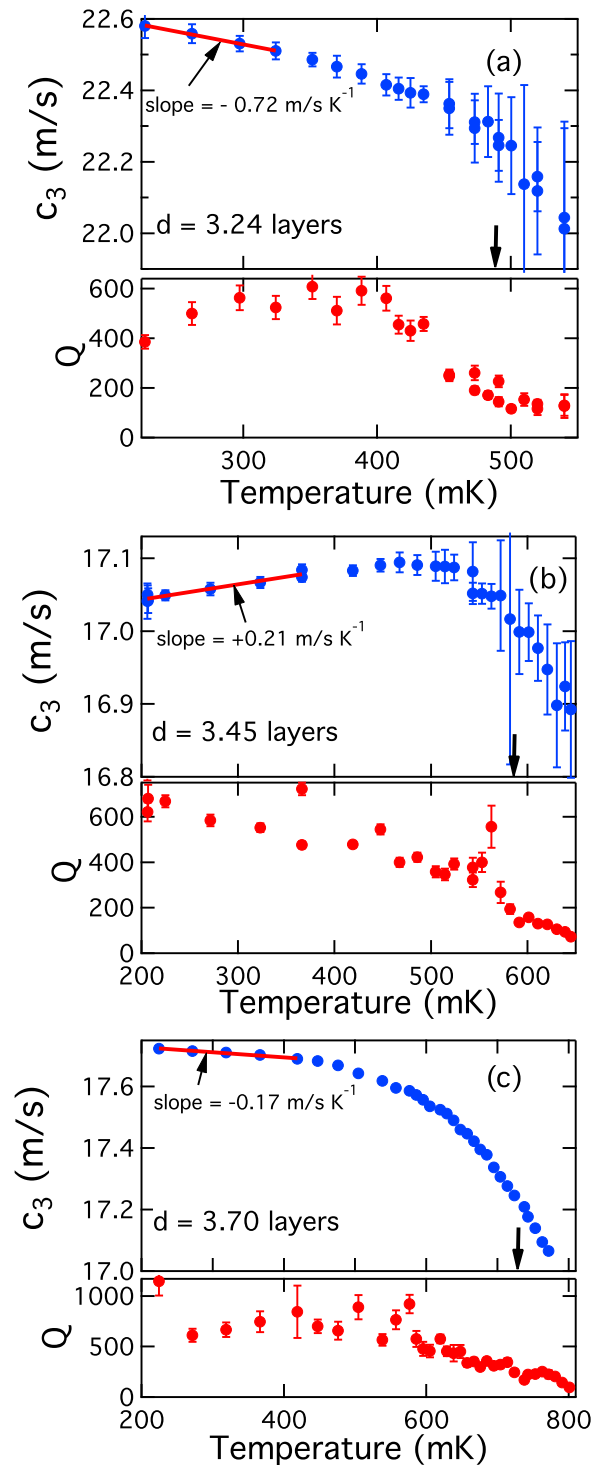 22.6
(a)
slope = - 0.72 m/s K⁻¹
22.4
c₃ (m/s)
22.2
22.0
d = 3.24 layers
600
400
Q
200
0
300 400 500
Temperature (mK)
17.1
(b)
slope = +0.21 m/s K⁻¹
17.0
c₃ (m/s)
16.9
d = 3.45 layers
16.8
600
400
Q
200
0
200 300 400 500 600
Temperature (mK)
(c)
17.6
slope = -0.17 m/s K⁻¹
17.4
c₃ (m/s)
17.2
d = 3.70 layers
17.0
1000
500
Q
0
200 400 600 800
Temperature (mK)